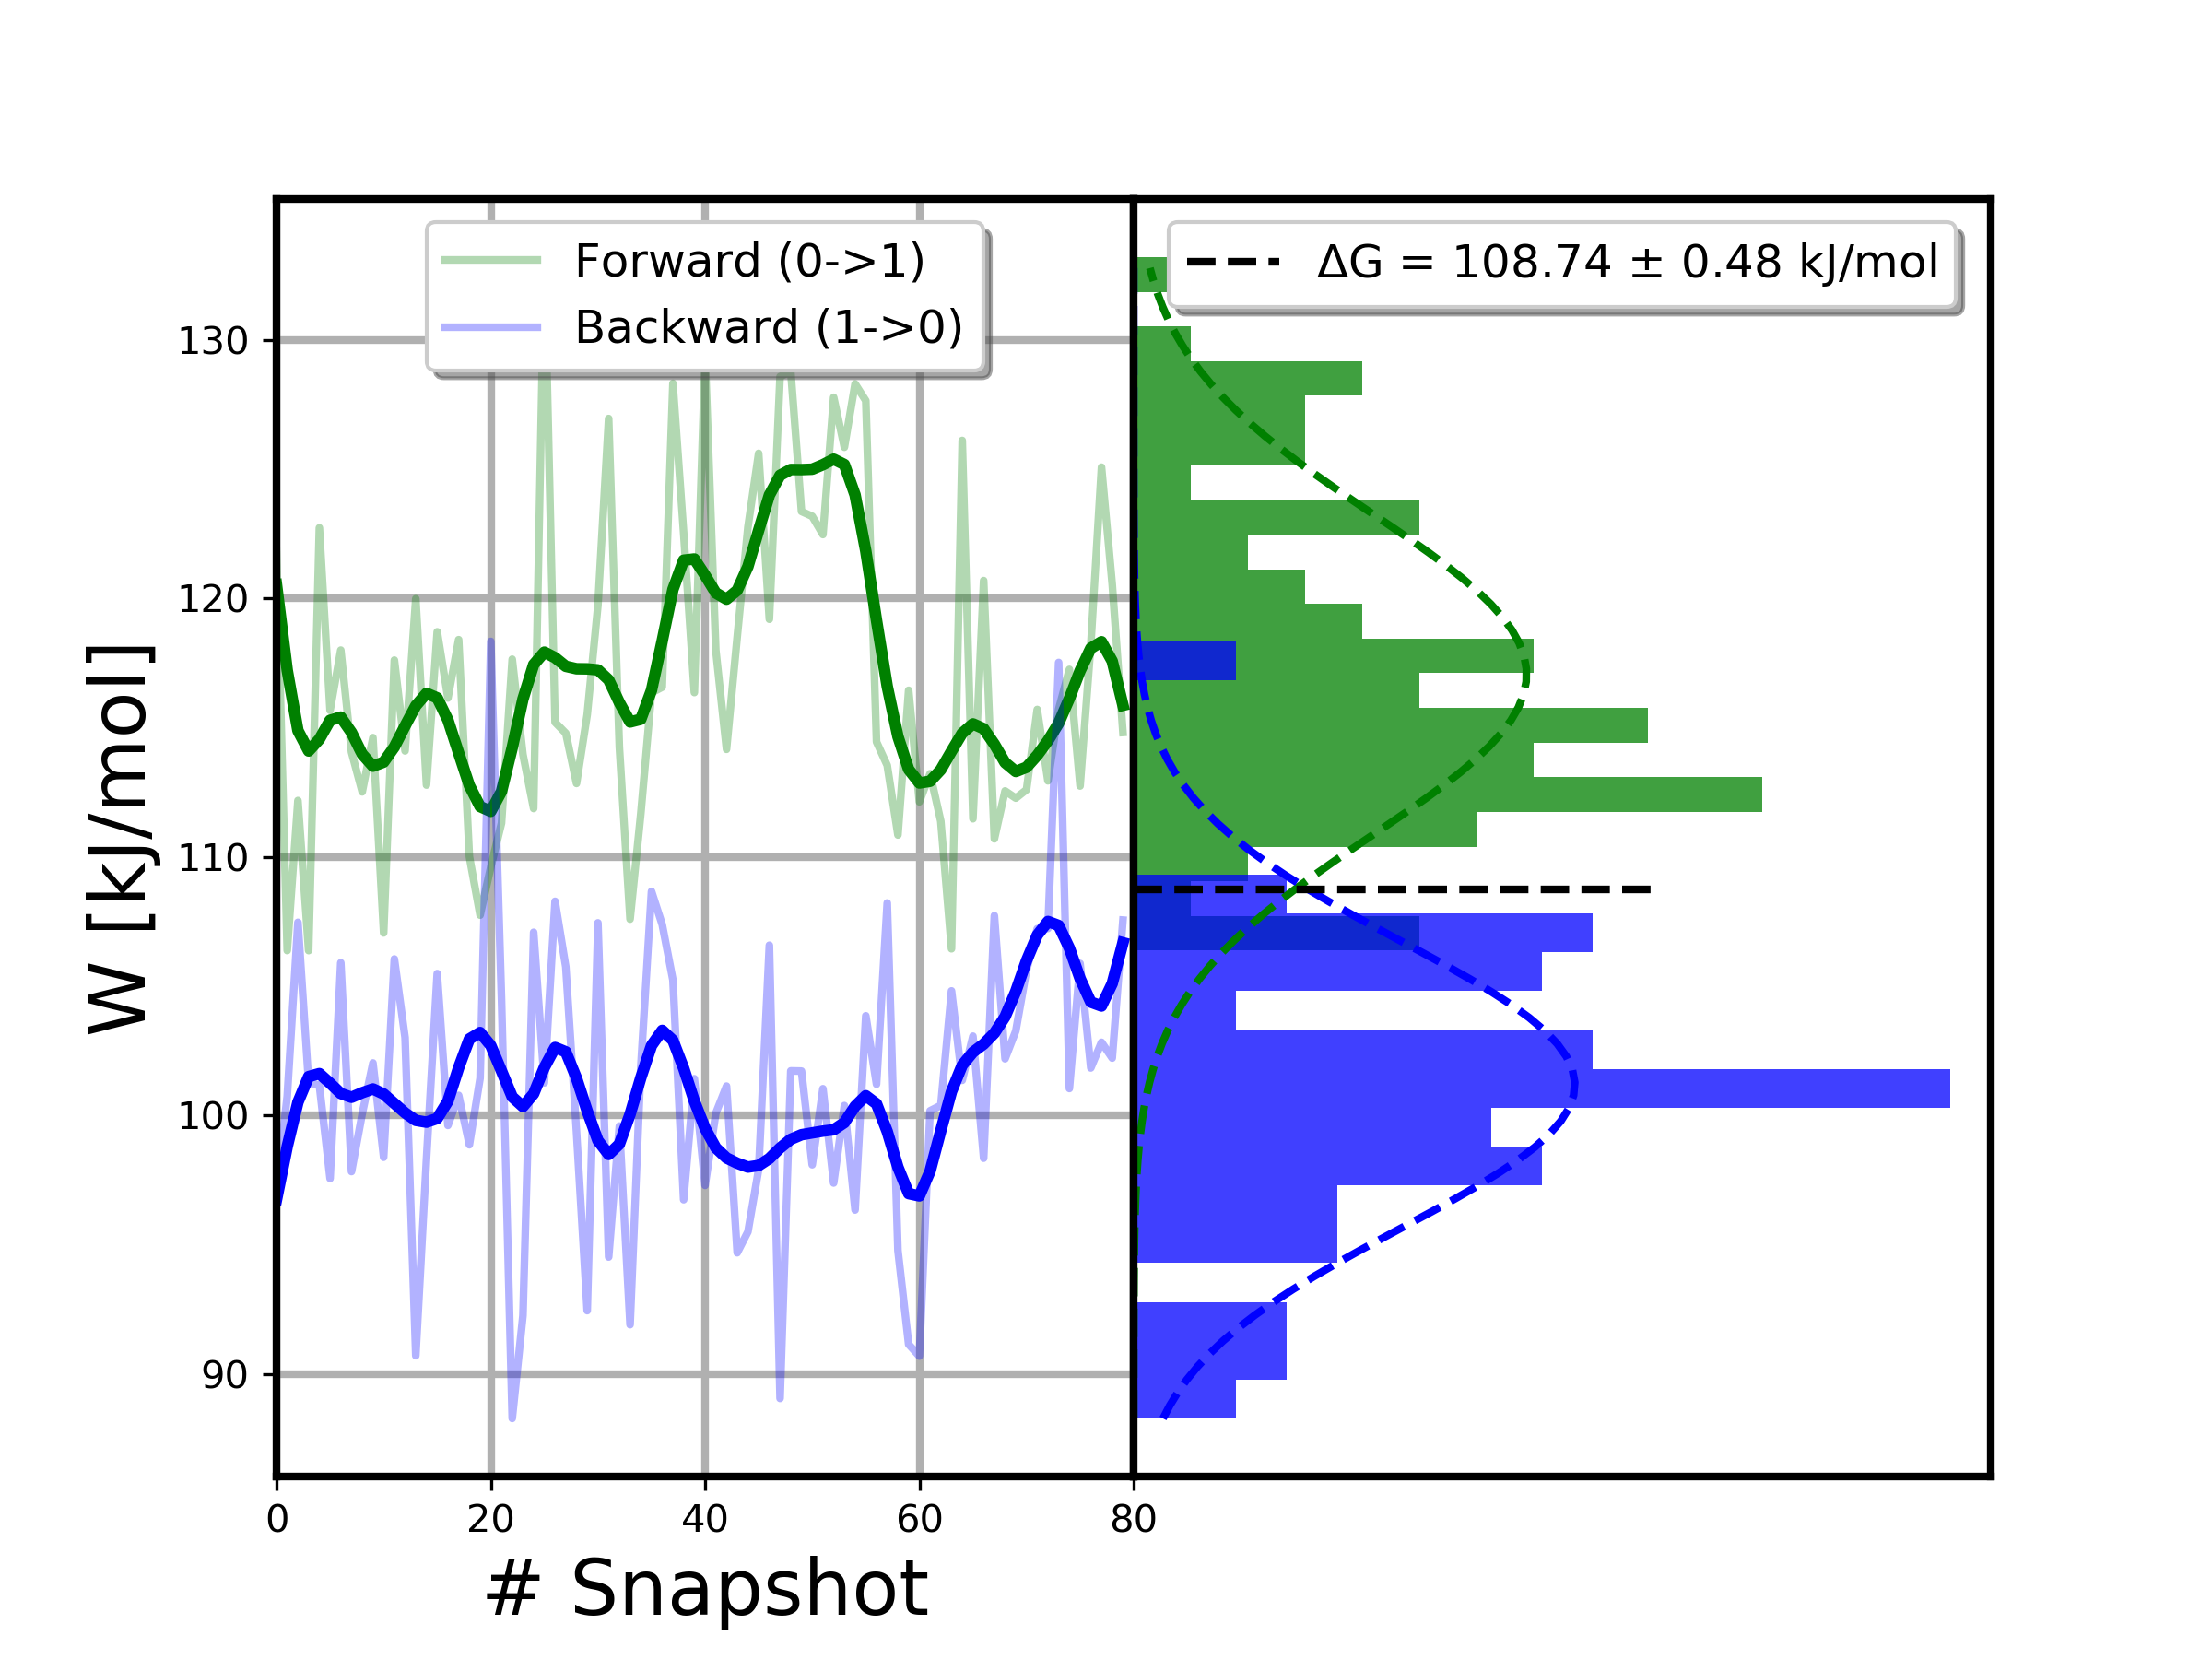 Forward (0->1)
Backward (1->0)
ΔG = 108.74 ± 0.48 kJ/mol
W [kJ/mol]
130
120
110
100
90
0
20
40
60
80
# Snapshot